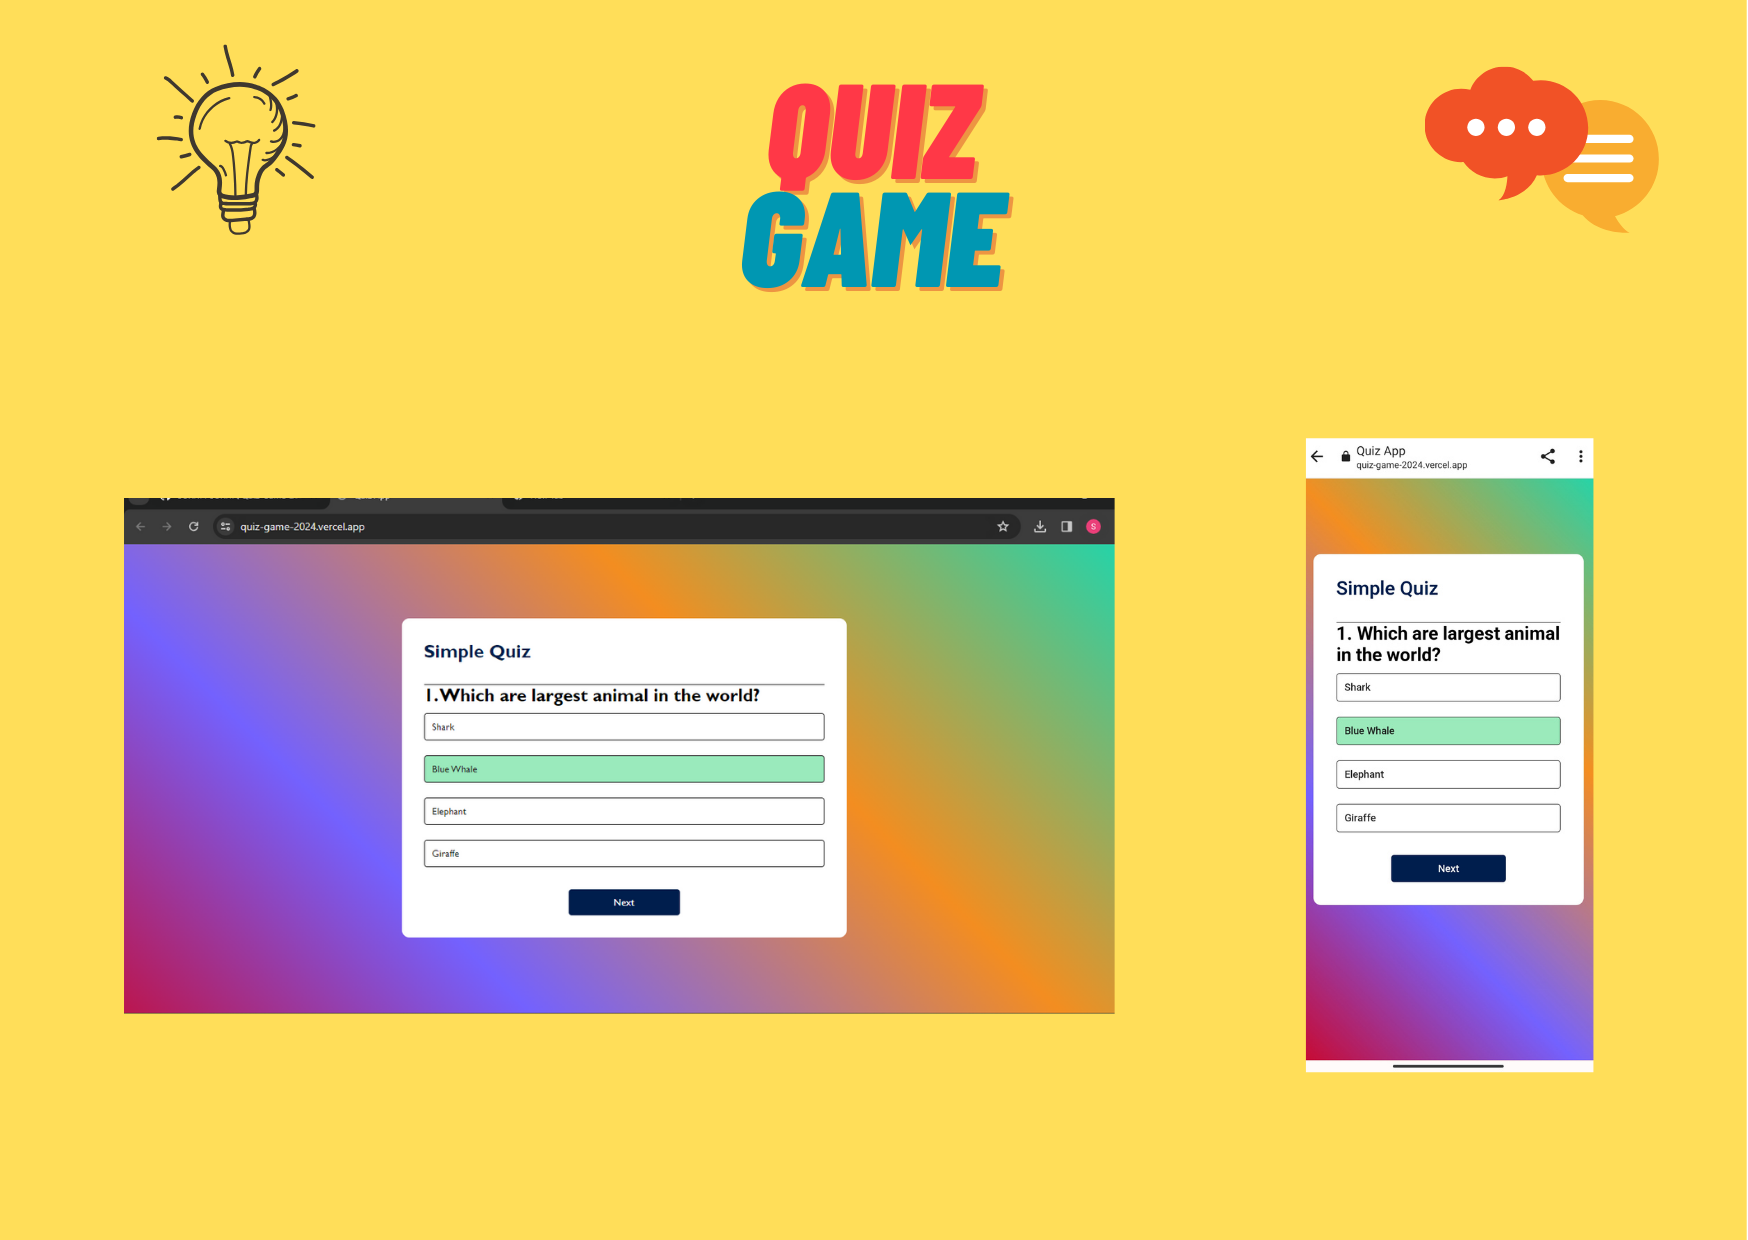 QUIZ
GAME
quiz-game-2024.vercel.app
S
Simple Quiz
1.Which are largest animal in the world?
Shark
Blue Whale
Elephant
Giraffe
Next
Quiz App
quiz-game-2024.vercel.app
Simple Quiz
1. Which are largest animal
in the world?
Shark
Blue Whale
Elephant
Giraffe
Next